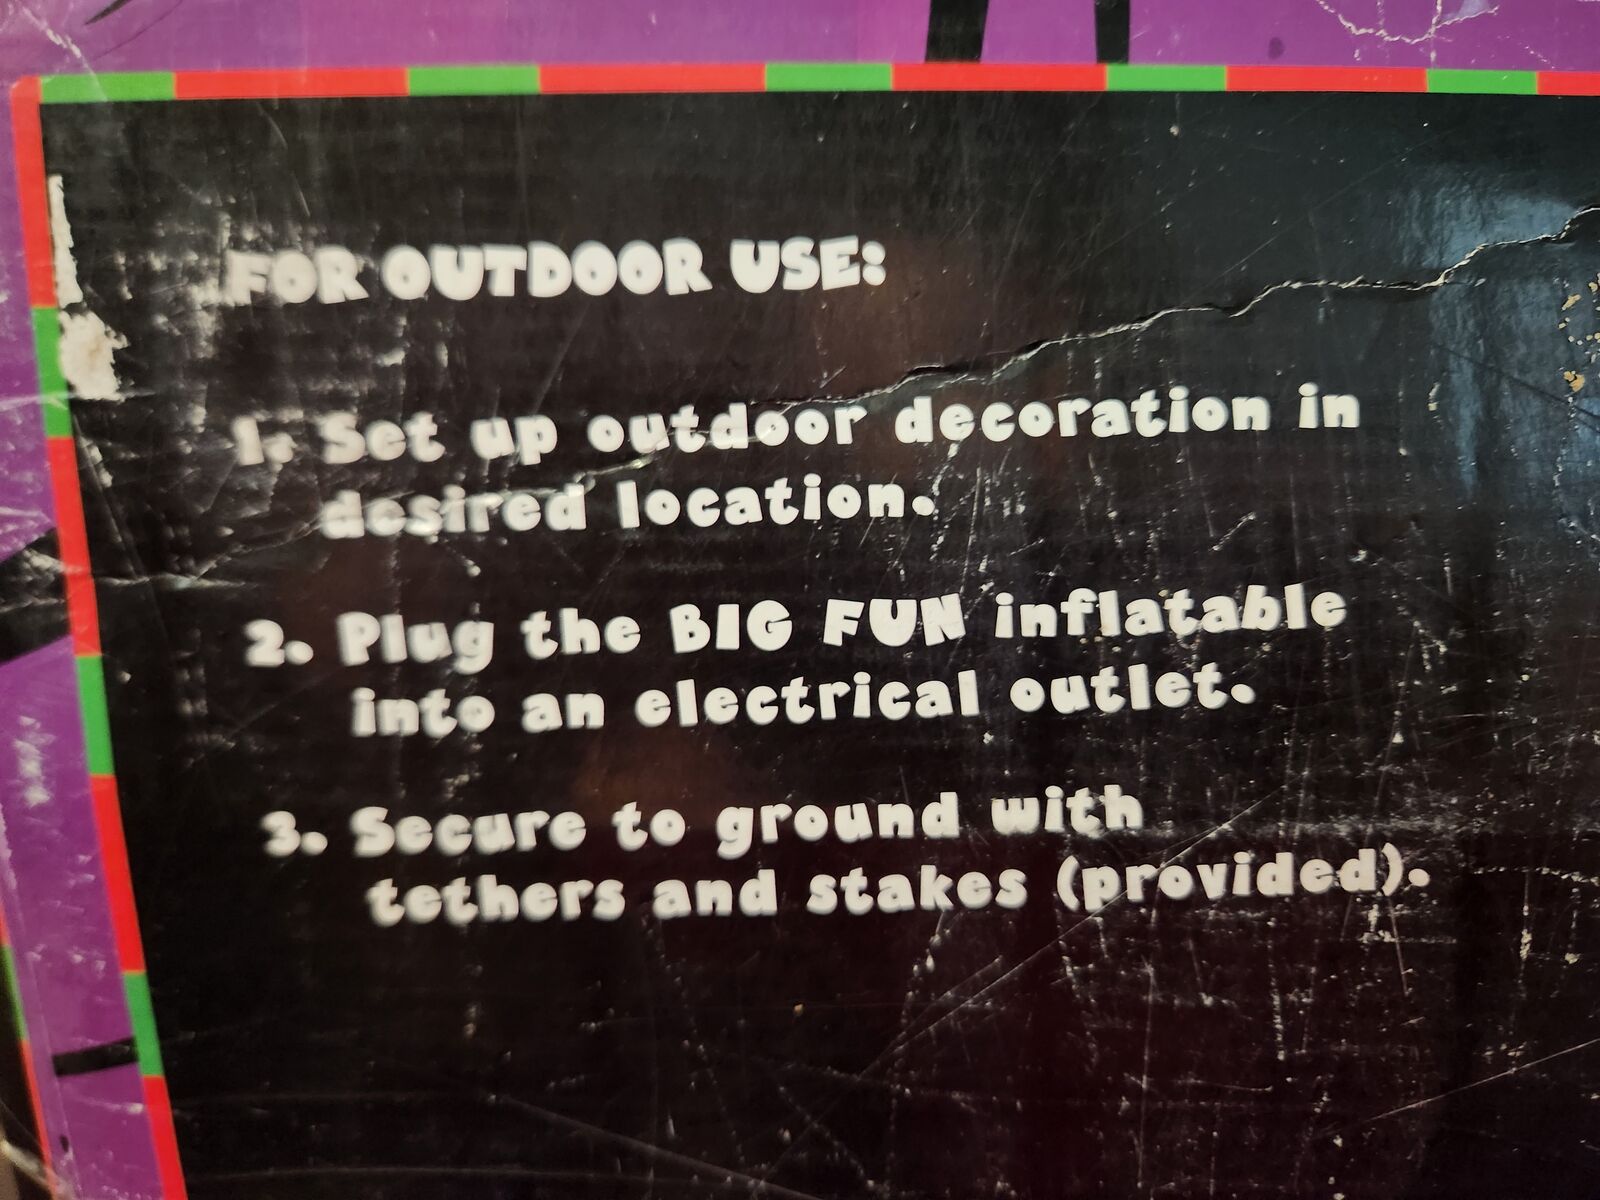 FOR OUTDOOR USE:
1. Set up outdoor decoration in
desired location.
2. Plug the BIG FUN inflatable
into an electrical outlet.
3. Secure to ground with
tethers and stakes (provided).